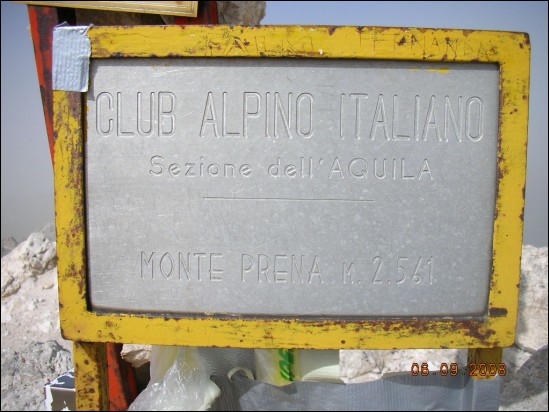 CLUB ALPINO ITALIANO
Sezione dell'AQUILA
MONTE PRENA M. 2.561
06.09.2006